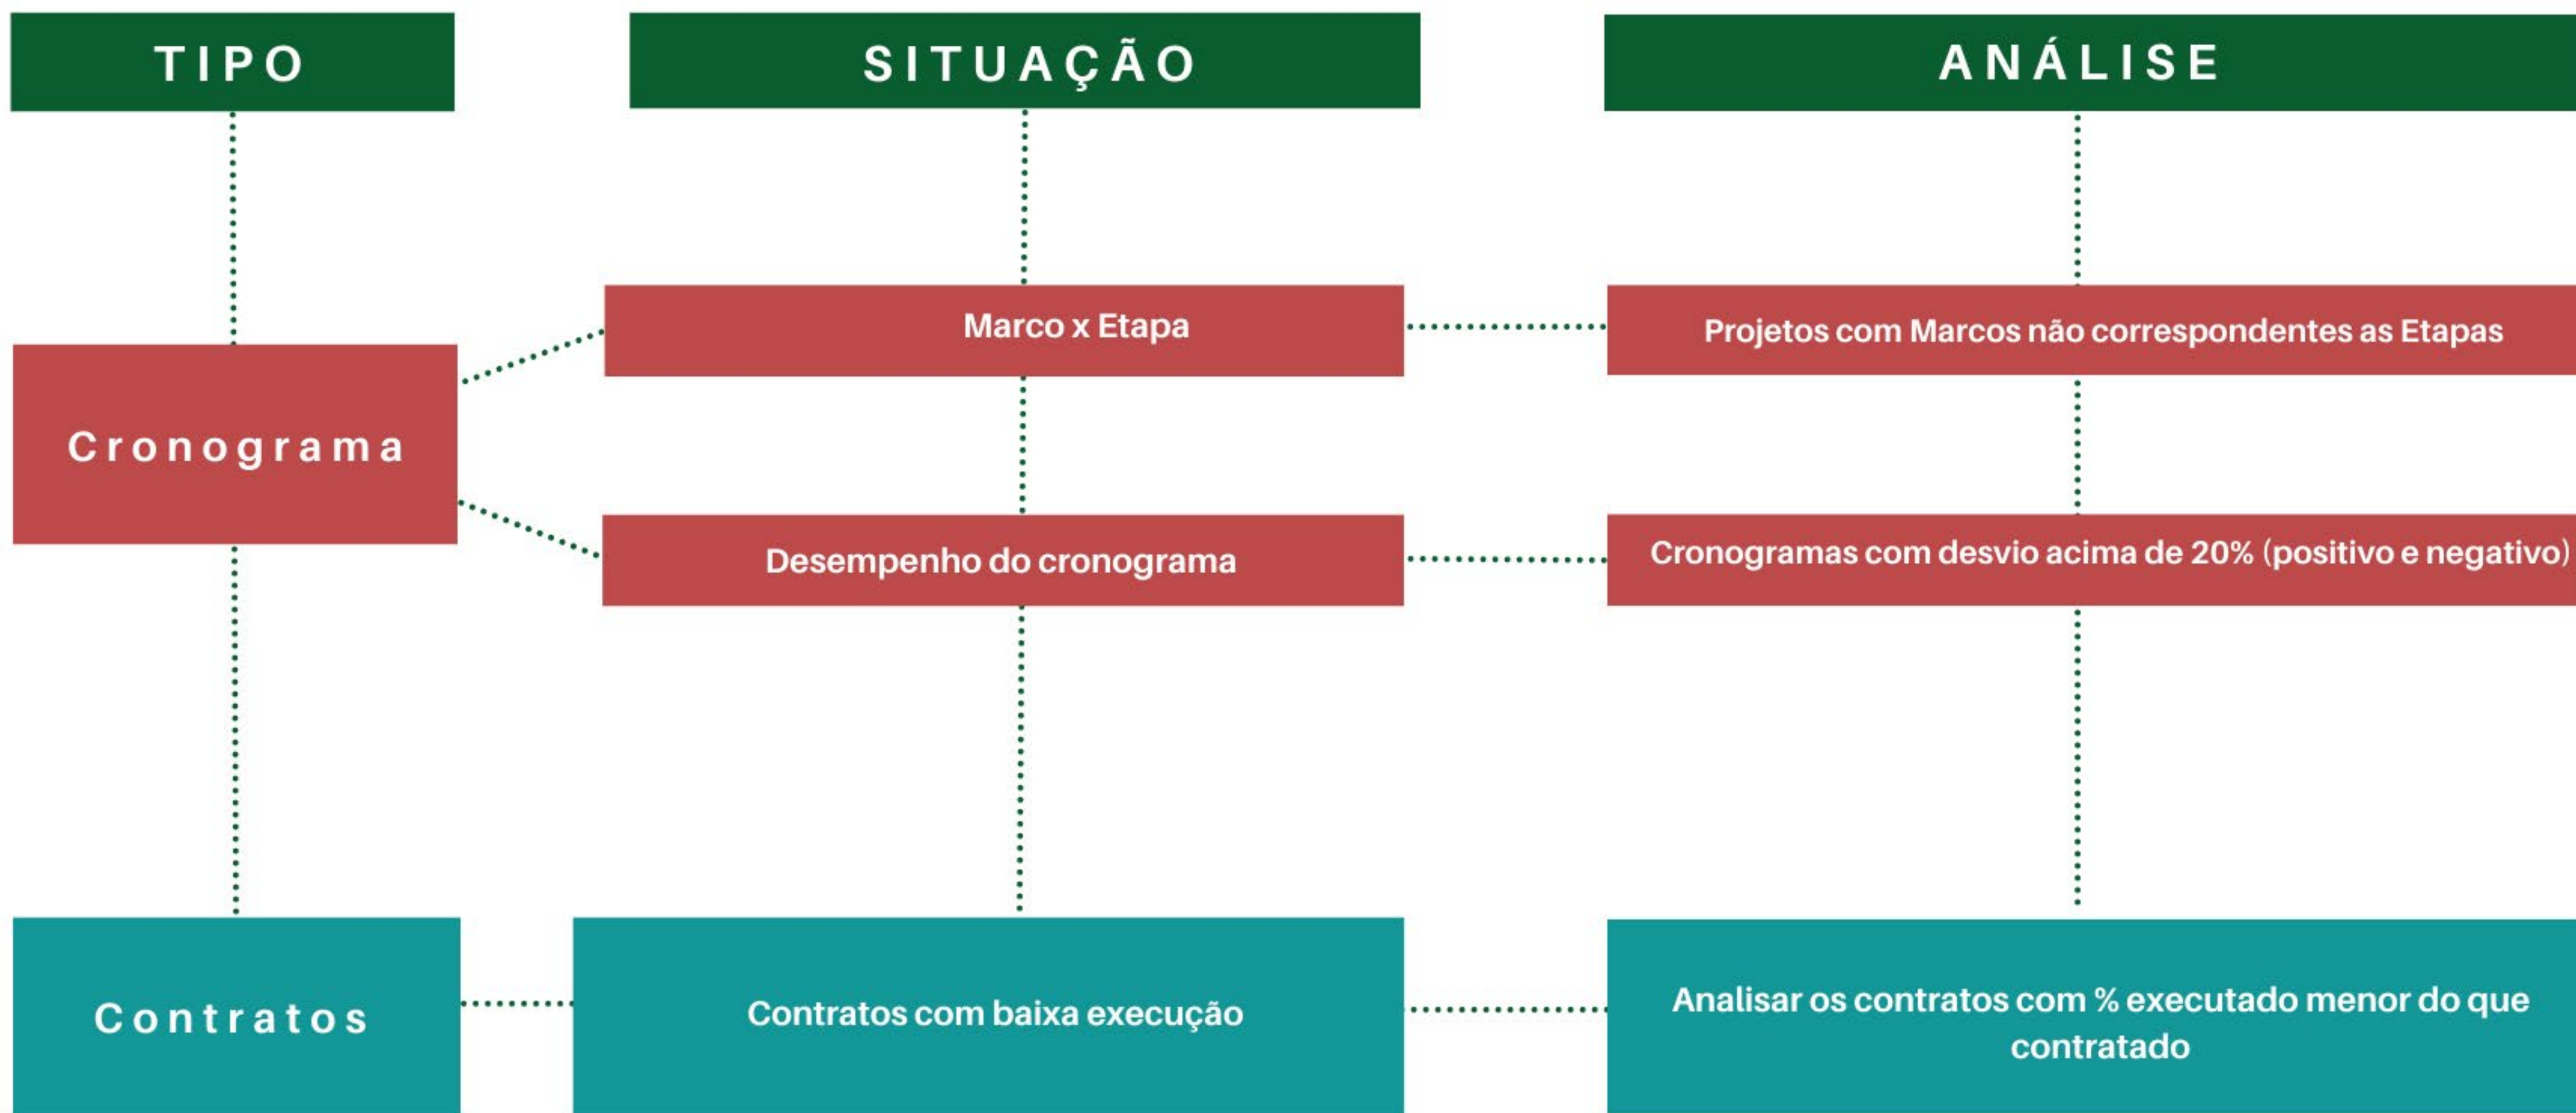 TIPO
SITUAÇÃO
ANÁLISE
Cronograma
Marco x Etapa
Projetos com Marcos não correspondentes as Etapas
Desempenho do cronograma
Cronogramas com desvio acima de 20% (positivo e negativo)
Contratos
Contratos com baixa execução
Analisar os contratos com % executado menor do que
contratado